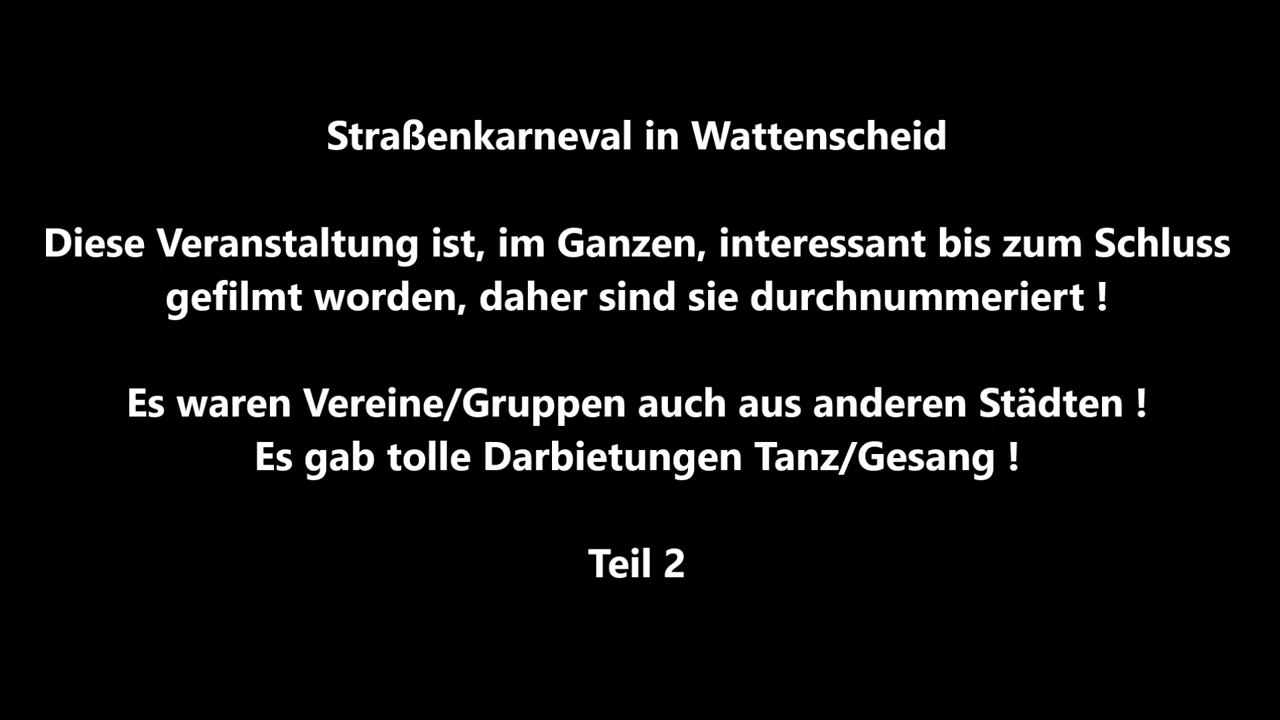 Straßenkarneval in Wattenscheid
Diese Veranstaltung ist, im Ganzen, interessant bis zum Schluss
gefilmt worden, daher sind sie durchnummeriert !
Es waren Vereine/Gruppen auch aus anderen Städten !
Es gab tolle Darbietungen Tanz/Gesang !
Teil 2